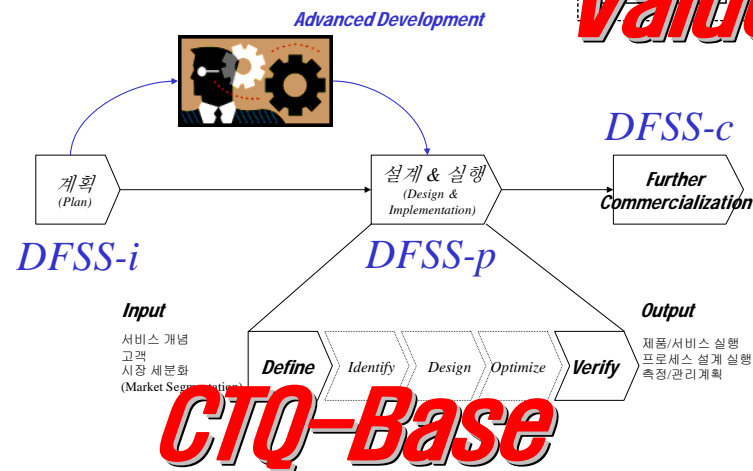 Advanced Development
DFSS-c
계획
(Plan)
설계 & 실행
(Design &
Implementation)
Further
Commercialization
DFSS-i
DFSS-p
Input
서비스 개념
고객
시장 세분화
(Market Segmentation)
Define
Identify
Design
Optimize
Verify
Output
제품/서비스 실행
프로세스 설계 실행
측정/관리계획
CTQ-Base